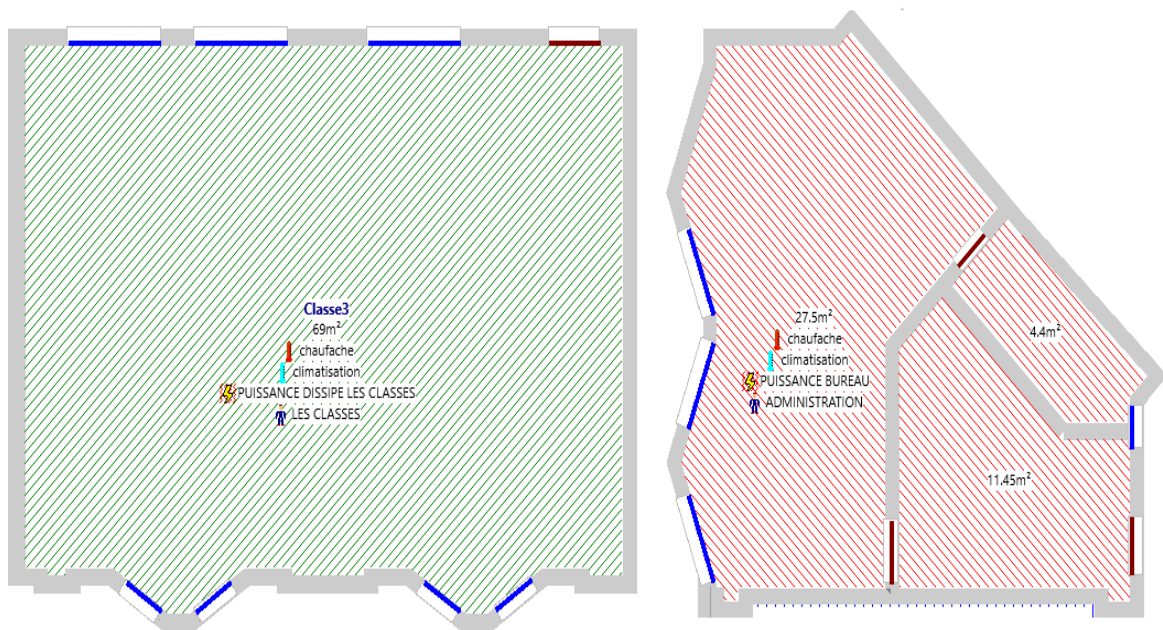 Classe3
69m²
chaufache
climatisation
PUISSANCE DISSIPE LES CLASSES
LES CLASSES
27.5m²
chaufache
climatisation
PUISSANCE BUREAU
ADMINISTRATION
4.4m²
11.45m²